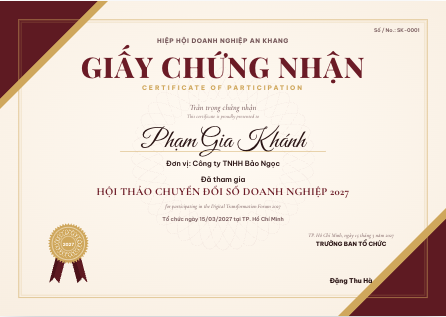 Số / No.: SK-0001
HIỆP HỘI DOANH NGHIỆP AN KHANG
GIẤY CHỨNG NHẬN
CERTIFICATE OF PARTICIPATION
Trân trọng chứng nhận
This certificate is proudly presented to
Phạm Gia Khánh
Đơn vị: Công ty TNHH Bảo Ngọc
Đã tham gia
HỘI THẢO CHUYỂN ĐỔI SỐ DOANH NGHIỆP 2027
for participating in the Digital Transformation Forum 2027
Tổ chức ngày 15/03/2027 tại TP. Hồ Chí Minh
TP. Hồ Chí Minh, ngày 15 tháng 3 năm 2027
TRƯỞNG BAN TỔ CHỨC
2027
Đặng Thu Hà